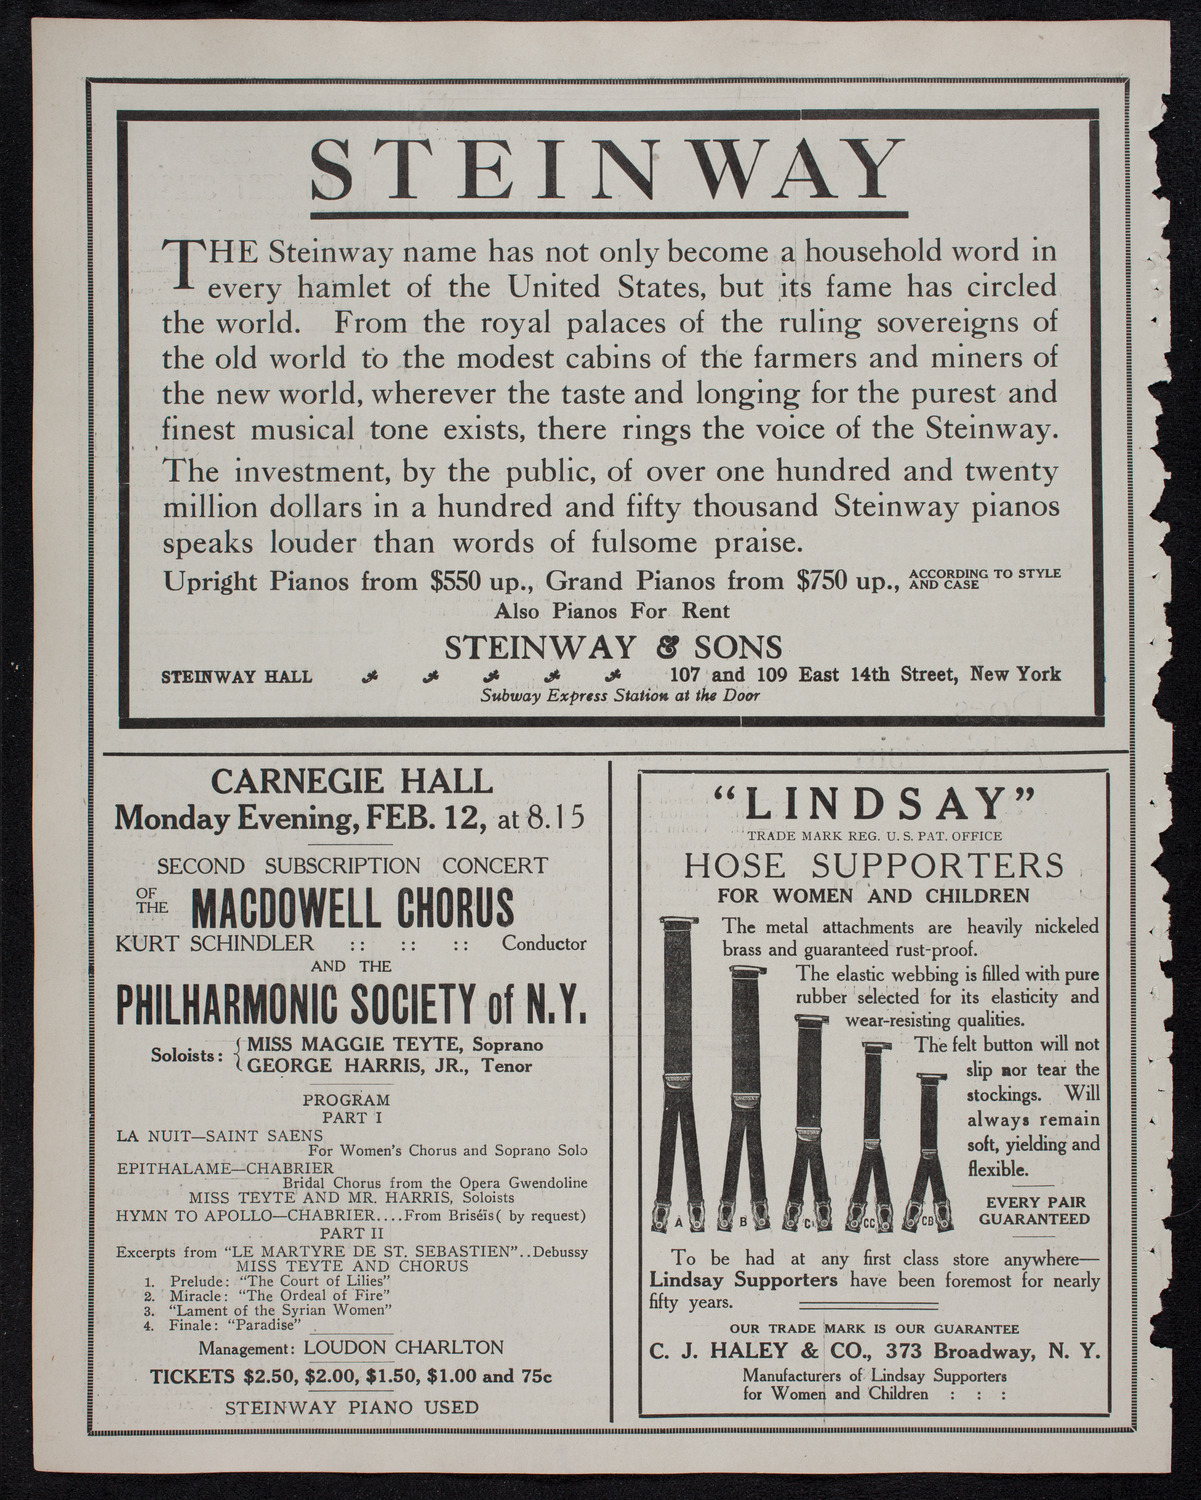 STEINWAY
THE Steinway name has not only become a household word in
every hamlet of the United States, but its fame has circled
the world. From the royal palaces of the ruling sovereigns of
the old world to the modest cabins of the farmers and miners of
the new world, wherever the taste and longing for the purest and
finest musical tone exists, there rings the voice of the Steinway.
The investment, by the public, of over one hundred and twenty
million dollars in a hundred and fifty thousand Steinway pianos
speaks louder than words of fulsome praise.
Upright Pianos from $550 up., Grand Pianos from $750 up., ACCORDING TO STYLE AND CASE
Also Pianos For Rent
STEINWAY & SONS
STEINWAY HALL 107 and 109 East 14th Street, New York
Subway Express Station at the Door
CARNEGIE HALL
Monday Evening, FEB. 12, at 8.15
SECOND SUBSCRIPTION CONCERT
OF THE MACDOWELL CHORUS
KURT SCHINDLER :: :: :: Conductor
AND THE
PHILHARMONIC SOCIETY of N.Y.
Soloists: { MISS MAGGIE TEYTE, Soprano
GEORGE HARRIS, JR., Tenor
PROGRAM
PART I
LA NUIT—SAINT SAENS
For Women's Chorus and Soprano Solo
EPITHALAME—CHABRIER
Bridal Chorus from the Opera Gwendoline
MISS TEYTE AND MR. HARRIS, Soloists
HYMN TO APOLLO—CHABRIER....From Briséis( by request)
PART II
Excerpts from "LE MARTYRE DE ST. SEBASTIEN"..Debussy
MISS TEYTE AND CHORUS
1. Prelude: "The Court of Lilies"
2. Miracle: "The Ordeal of Fire"
3. "Lament of the Syrian Women"
4. Finale: "Paradise"
Management: LOUDON CHARLTON
TICKETS $2.50, $2.00, $1.50, $1.00 and 75c
STEINWAY PIANO USED
"LINDSAY"
TRADE MARK REG. U. S. PAT. OFFICE
HOSE SUPPORTERS
FOR WOMEN AND CHILDREN
The metal attachments are heavily nickeled
brass and guaranteed rust-proof.
The elastic webbing is filled with pure
rubber selected for its elasticity and
wear-resisting qualities.
The felt button will not
slip nor tear the
stockings. Will
always remain
soft, yielding and
flexible.
EVERY PAIR
GUARANTEED
A B C CC CB
To be had at any first class store anywhere—
Lindsay Supporters have been foremost for nearly
fifty years.
OUR TRADE MARK IS OUR GUARANTEE
C. J. HALEY & CO., 373 Broadway, N. Y.
Manufacturers of Lindsay Supporters
for Women and Children : : :